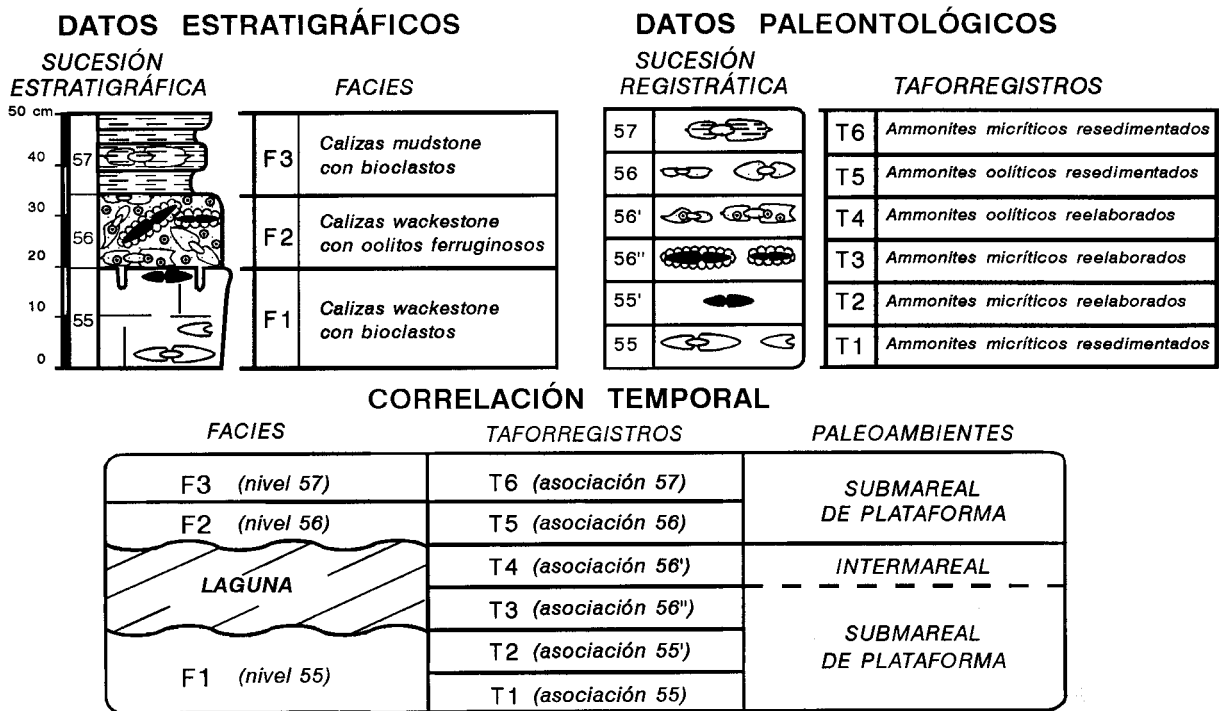 DATOS ESTRATIGRÁFICOS
SUCESIÓN
ESTRATIGRÁFICA
FACIES
50 cm
40
30
20
10
0
57
56
55
F3
Calizas mudstone
con bioclastos
F2
Calizas wackestone
con oolitos ferruginosos
F1
Calizas wackestone
con bioclastos
DATOS PALEONTOLÓGICOS
SUCESIÓN
REGISTRÁTICA
TAFORREGISTROS
57
T6 Ammonites micríticos resedimentados
56
T5 Ammonites oolíticos resedimentados
56'
T4 Ammonites oolíticos reelaborados
56''
T3 Ammonites micríticos reelaborados
55'
T2 Ammonites micríticos reelaborados
55
T1 Ammonites micríticos resedimentados
CORRELACIÓN TEMPORAL
FACIES
TAFORREGISTROS
PALEOAMBIENTES
F3 (nivel 57)
F2 (nivel 56)
LAGUNA
F1 (nivel 55)
T6 (asociación 57)
T5 (asociación 56)
T4 (asociación 56')
T3 (asociación 56'')
T2 (asociación 55')
T1 (asociación 55)
SUBMAREAL
DE PLATAFORMA
INTERMAREAL
SUBMAREAL
DE PLATAFORMA